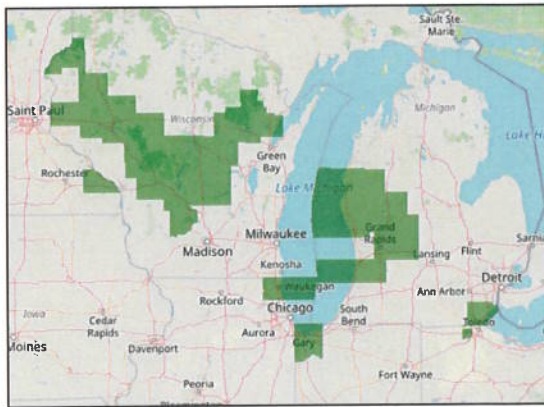 Sault Ste.
Marie
Saint Paul
Wisconsin
Michigan
Green
Bay
Rochester
Lake Michigan
Lake H
Grand
Rapids
Madison
Milwaukee
Lansing
Flint
Sarnia
Kenosha
Waukegan
Ann Arbor
Detroit
Rockford
Chicago
Iowa
Cedar
Rapids
Aurora
South
Bend
Toledo
Moines
Davenport
Gary
Fort Wayne
Peoria
Bloomington